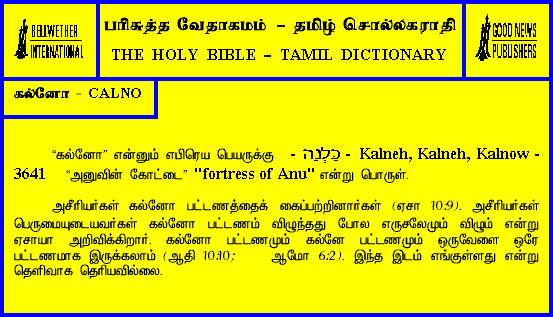 BELLWETHER
INTERNATIONAL
பரிசுத்த வேதாகமம் – தமிழ் சொல்லகராதி
THE HOLY BIBLE – TAMIL DICTIONARY
GOOD NEWS
PUBLISHERS
கல்னோ - CALNO
“கல்னோ” என்னும் எபிரெய பெயருக்கு - כַּלְנֵה - Kalneh, Kalneh, Kalnow -
3641 “அனுவின் கோட்டை” "fortress of Anu" என்று பொருள்.
அசீரியர்கள் கல்னோ பட்டணத்தைக் கைப்பற்றினார்கள் (ஏசா 10:9). அசீரியர்கள்
பெருமையுடையவர்கள் கல்னோ பட்டணம் விழுந்தது போல எருசலேமும் விழும் என்று
ஏசாயா அறிவிக்கிறார். கல்னோ பட்டணமும் கல்னே பட்டணமும் ஒருவேளை ஒரே
பட்டணமாக இருக்கலாம் (ஆதி 10:10; ஆமோ 6:2). இந்த இடம் எங்குள்ளது என்று
தெளிவாக தெரியவில்லை.